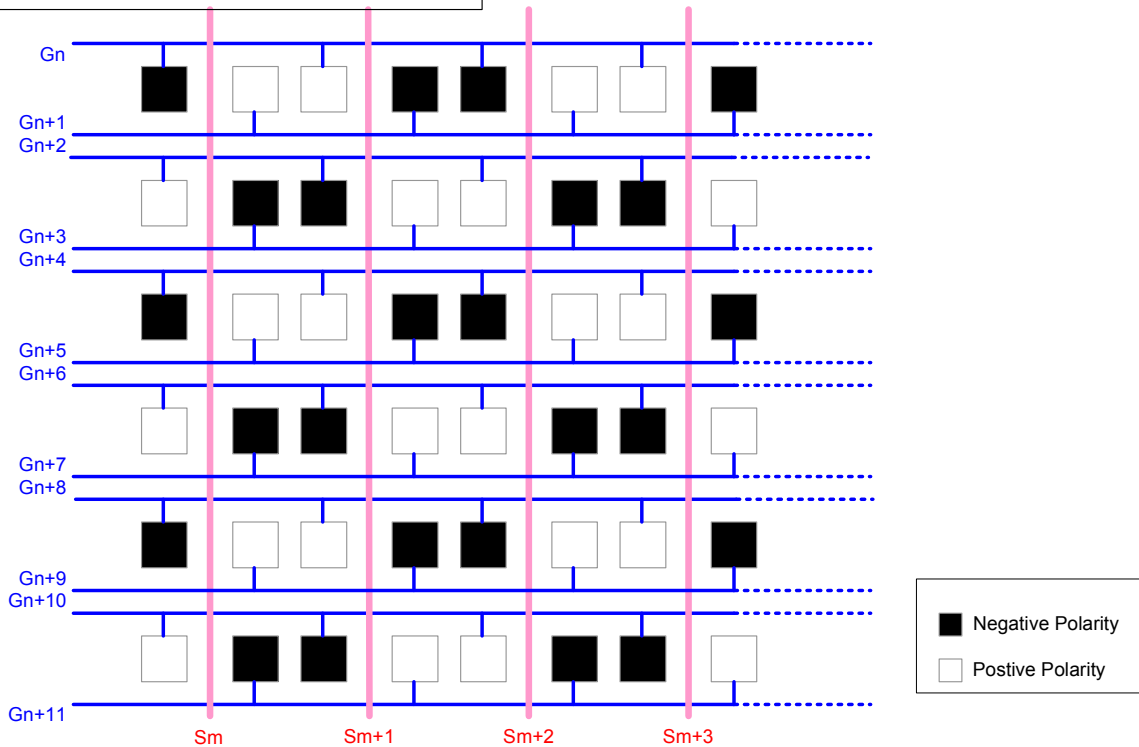 Gn
Gn+1
Gn+2
Gn+3
Gn+4
Gn+5
Gn+6
Gn+7
Gn+8
Gn+9
Gn+10
Gn+11
Sm
Sm+1
Sm+2
Sm+3
Negative Polarity
Postive Polarity